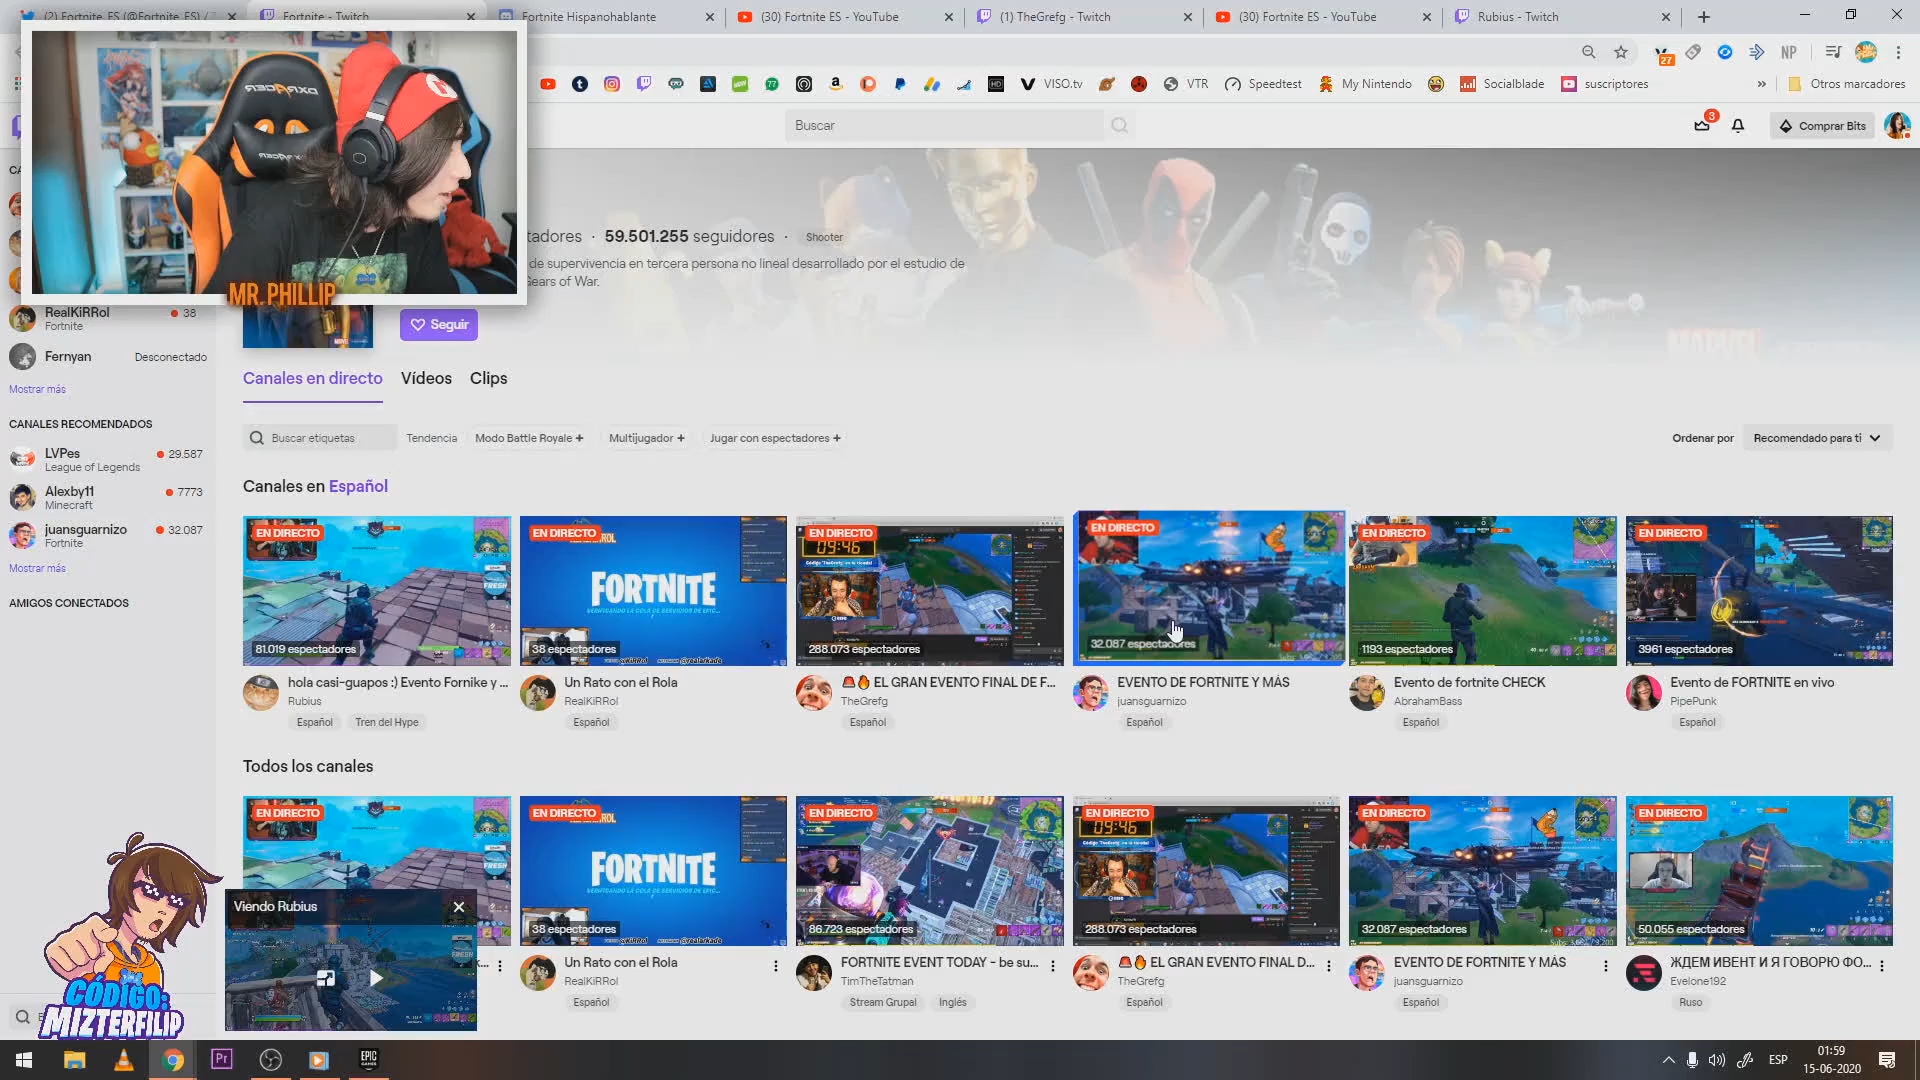 (2) Fortnite_ES (@Fortnite_ES) /
Fortnite - Twitch
Fortnite Hispanohablante
(30) Fortnite ES - YouTube
(1) TheGrefg - Twitch
(30) Fortnite ES - YouTube
Rubius - Twitch
27
NP
VISO.tv
VTR
Speedtest
My Nintendo
Socialblade
suscriptores
Otros marcadores
DXRACER
MR. PHILLIP
Buscar
3
Comprar Bits
59.501.255 seguidores · Shooter
de supervivencia en tercera persona no lineal desarrollado por el estudio de
Seguir
RealKiRRol
38
Fortnite
Fernyan
Desconectado
Mostrar más
CANALES RECOMENDADOS
LVPes
29.587
League of Legends
Alexby11
7773
Minecraft
juansguarnizo
32.087
Fortnite
Mostrar más
AMIGOS CONECTADOS
Canales en directo
Vídeos
Clips
Buscar etiquetas
Tendencia
Modo Battle Royale +
Multijugador +
Jugar con espectadores +
Ordenar por
Recomendado para ti
Canales en Español
EN DIRECTO
81.019 espectadores
hola casi-guapos :) Evento Fornike y ...
Rubius
Español
Tren del Hype
EN DIRECTO
FORTNITE
38 espectadores
Un Rato con el Rola
RealKiRRol
Español
EN DIRECTO
09:46
288.073 espectadores
🚨🔥 EL GRAN EVENTO FINAL DE F...
TheGrefg
Español
EN DIRECTO
32.087 espectadores
EVENTO DE FORTNITE Y MÁS
juansguarnizo
Español
EN DIRECTO
1193 espectadores
Evento de fortnite CHECK
AbrahamBass
Español
EN DIRECTO
3961 espectadores
Evento de FORTNITE en vivo
PipePunk
Español
Todos los canales
EN DIRECTO
Viendo Rubius
EN DIRECTO
FORTNITE
38 espectadores
Un Rato con el Rola
RealKiRRol
Español
EN DIRECTO
86.723 espectadores
FORTNITE EVENT TODAY - be su...
TimTheTatman
Stream Grupal
Inglés
EN DIRECTO
09:46
288.073 espectadores
🚨🔥 EL GRAN EVENTO FINAL D...
TheGrefg
Español
EN DIRECTO
32.087 espectadores
EVENTO DE FORTNITE Y MÁS
juansguarnizo
Español
EN DIRECTO
50.055 espectadores
ЖДЕМ ИВЕНТ И Я ГОВОРЮ ФО...
Evelone192
Ruso
CÓDIGO:
MIZTERFILIP
Pr
EPIC
GAMES
ESP
01:59
15-06-2020